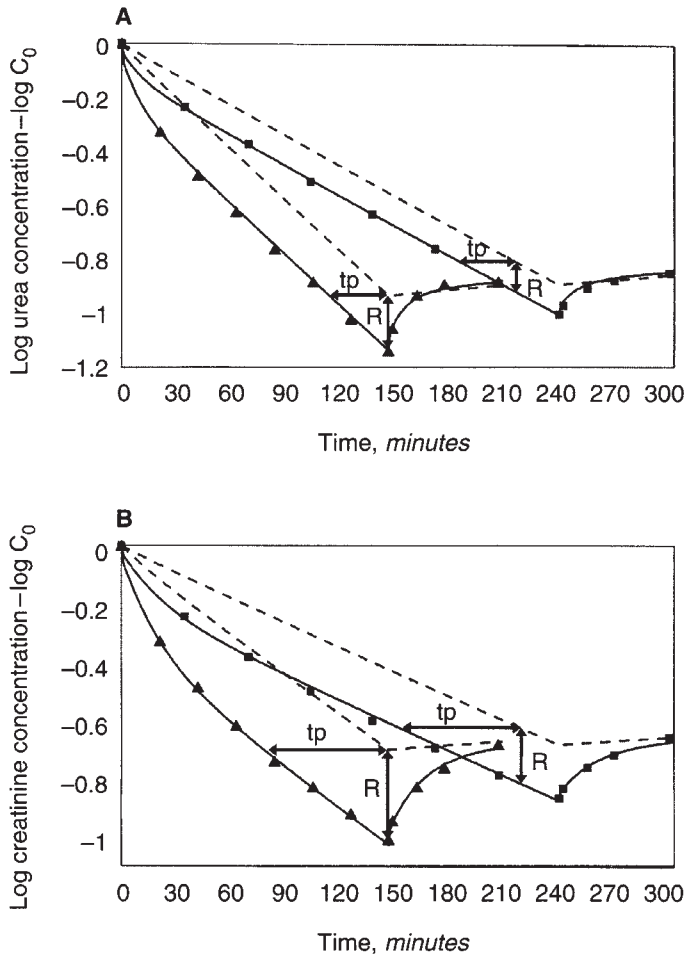 A
Log urea concentration–log C0
0
–0.2
–0.4
–0.6
–0.8
–1
–1.2
tp
R
tp
R
0 30 60 90 120 150 180 210 240 270 300
Time, minutes
B
Log creatinine concentration–log C0
0
–0.2
–0.4
–0.6
–0.8
–1
tp
R
tp
R
0 30 60 90 120 150 180 210 240 270 300
Time, minutes